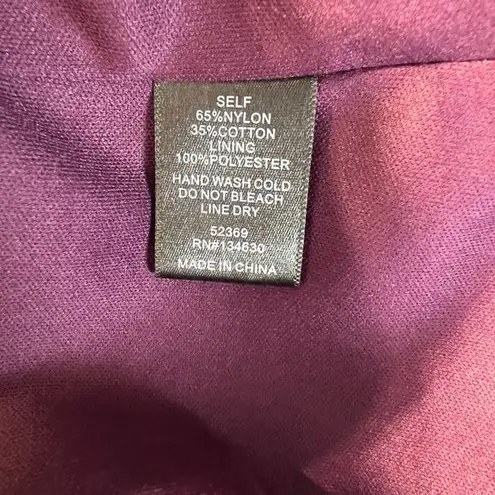 SELF
65%NYLON
35%COTTON
LINING
100%POLYESTER
HAND WASH COLD
DO NOT BLEACH
LINE DRY
52369
RN#134630
MADE IN CHINA